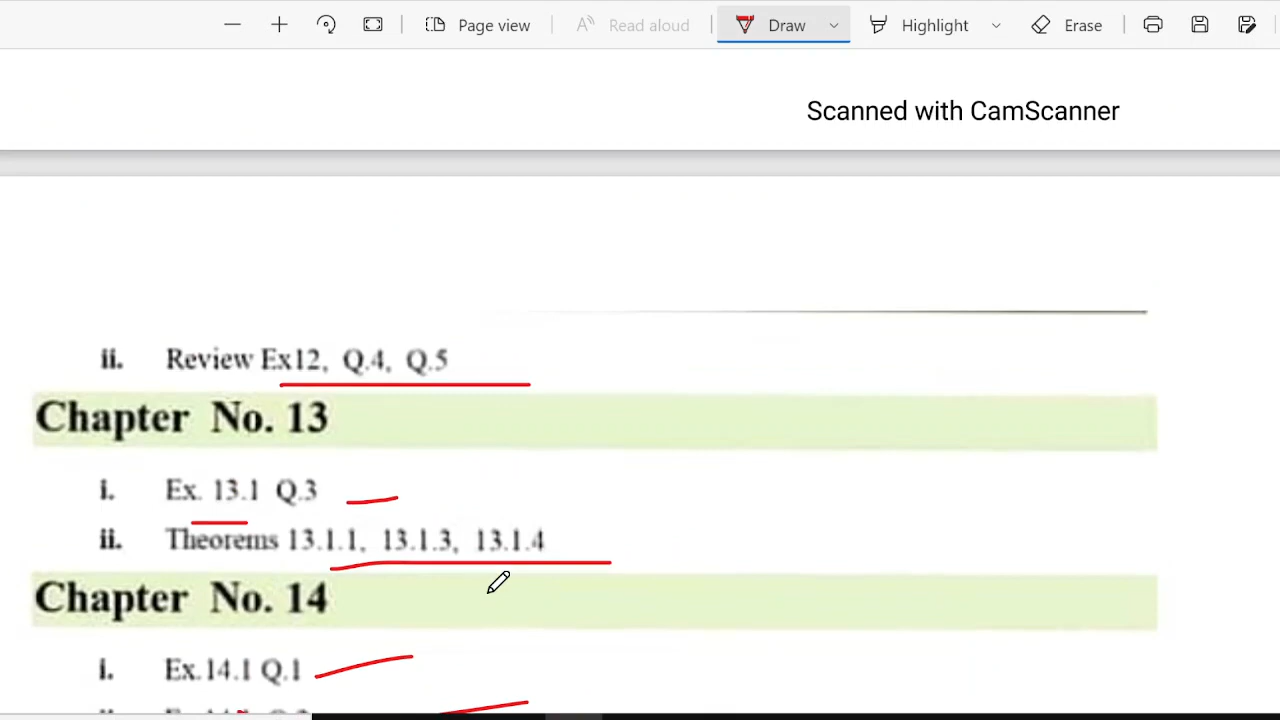 Page view Read aloud Draw Highlight Erase
Scanned with CamScanner
ii. Review Ex12, Q.4, Q.5
Chapter No. 13
i. Ex. 13.1 Q.3
ii. Theorems 13.1.1, 13.1.3, 13.1.4
Chapter No. 14
i. Ex.14.1 Q.1